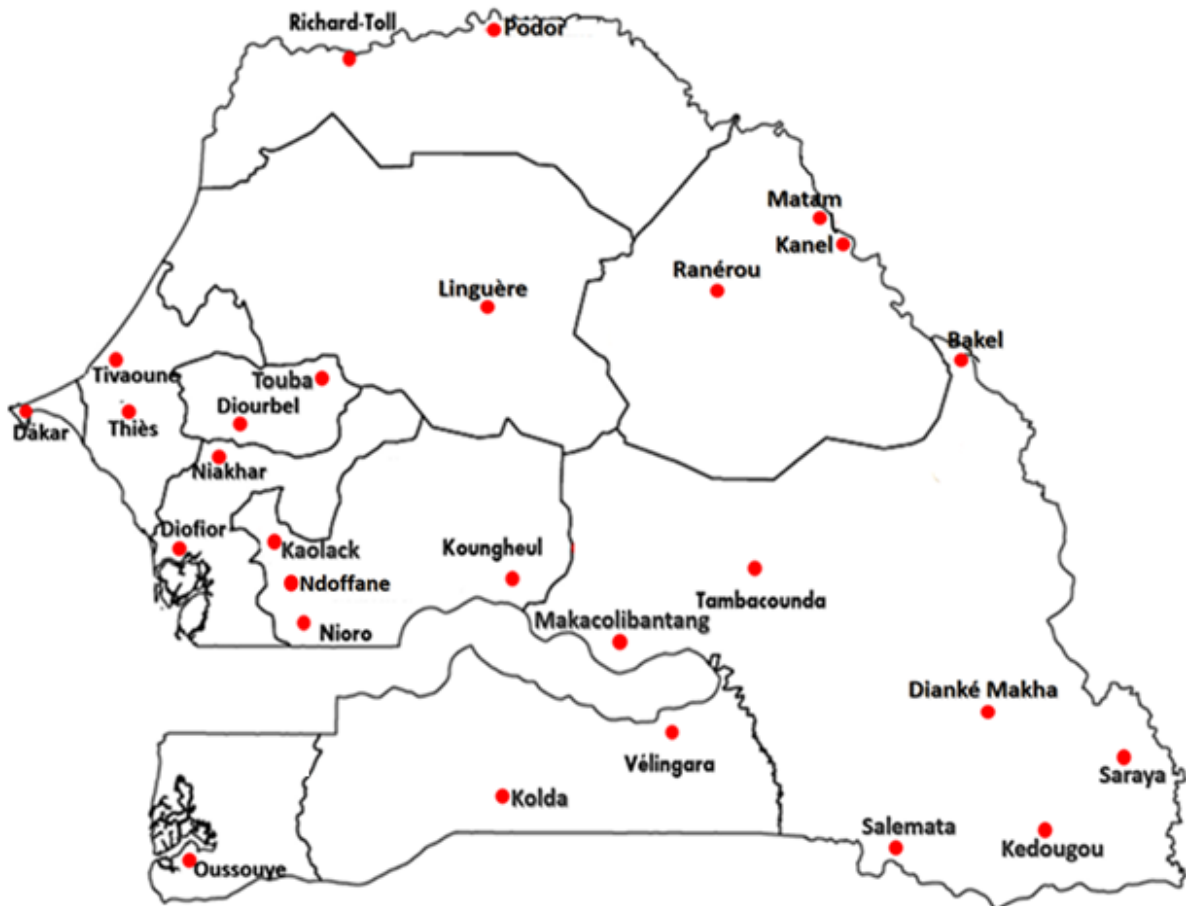 Richard-Toll
Podor
Matam
Kanel
Ranérou
Linguère
Bakel
Tivaoune
Touba
Diourbel
Dakar
Thiès
Niakhar
Diofior
Kaolack
Koungheul
Ndoffane
Tambacounda
Makacolibantang
Nioro
Dianké Makha
Vélingara
Saraya
Kolda
Salemata
Kedougou
Oussouye